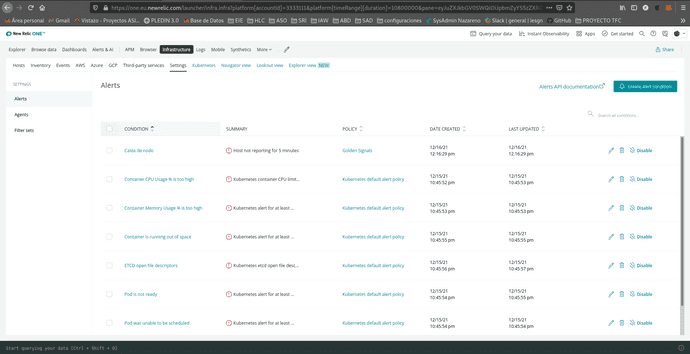 https://one.eu.newrelic.com/launcher/infra.infra?platform[accountId]=3333111&platform[timeRange][duration]=1080000&
Área personal Gmail Vistazo - Proyectos ASI... PLEDIN 3.0 Base de Datos EIE HLC ASO SRI IAW ABD SAD configuraciones SysAdmin Nazareno Slack | general | iesgn GitHub PROYECTO TFC
New Relic ONE Query your data Instant Observability Apps Get started
Explorer Browse data Dashboards Alerts & AI APM Browser Infrastructure Logs Mobile Synthetics More Share
Hosts Inventory Events AWS Azure GCP Third-party services Settings Kubernetes Navigator view Lookout view Explorer view NEW
SETTINGS
Alerts
Agents
Filter sets
Alerts
Alerts API documentation
Create alert condition
Search all conditions...
CONDITION SUMMARY POLICY DATE CREATED LAST UPDATED
Caída de nodo Host not reporting for 5 minutes Golden Signals 12/16/21 12:16:29 pm 12/16/21 12:16:29 pm Disable
Container CPU Usage % is too high Kubernetes container CPU limit... Kubernetes default alert policy 12/15/21 10:45:52 pm 12/15/21 10:45:53 pm Disable
Container Memory Usage % is too high Kubernetes alert for at least ... Kubernetes default alert policy 12/15/21 10:45:53 pm 12/15/21 10:45:53 pm Disable
Container is running out of space Kubernetes alert for at least ... Kubernetes default alert policy 12/15/21 10:45:55 pm 12/15/21 10:45:55 pm Disable
ETCD open file descriptors Kubernetes etcd open file desc... Kubernetes default alert policy 12/15/21 10:45:56 pm 12/15/21 10:45:57 pm Disable
Pod is not ready Kubernetes alert for at least ... Kubernetes default alert policy 12/15/21 10:45:54 pm 12/15/21 10:45:55 pm Disable
Pod was unable to be scheduled Kubernetes alert for at least ... Kubernetes default alert policy 12/15/21 10:45:54 pm 12/15/21 10:45:54 pm Disable
Start querying your data [Ctrl + Shift + O]